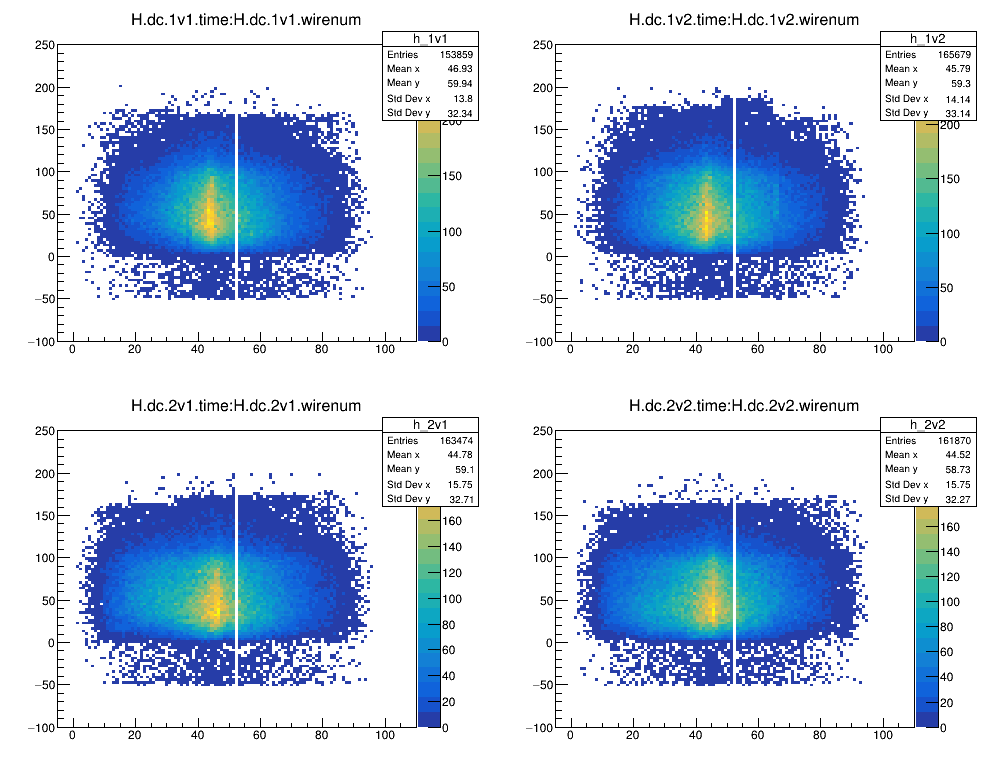 H.dc.1v1.time:H.dc.1v1.wirenum
h_1v1
Entries 153859
Mean x 46.93
Mean y 59.94
Std Dev x 13.8
Std Dev y 32.34
250
200
150
100
50
0
−50
−100
0 20 40 60 80 100
200
150
100
50
0
H.dc.1v2.time:H.dc.1v2.wirenum
h_1v2
Entries 165679
Mean x 45.79
Mean y 59.3
Std Dev x 14.14
Std Dev y 33.14
250
200
150
100
50
0
−50
−100
0 20 40 60 80 100
200
150
100
50
0
H.dc.2v1.time:H.dc.2v1.wirenum
h_2v1
Entries 163474
Mean x 44.78
Mean y 59.1
Std Dev x 15.75
Std Dev y 32.71
250
200
150
100
50
0
−50
−100
0 20 40 60 80 100
160
140
120
100
80
60
40
20
0
H.dc.2v2.time:H.dc.2v2.wirenum
h_2v2
Entries 161870
Mean x 44.52
Mean y 58.73
Std Dev x 15.75
Std Dev y 32.27
250
200
150
100
50
0
−50
−100
0 20 40 60 80 100
160
140
120
100
80
60
40
20
0